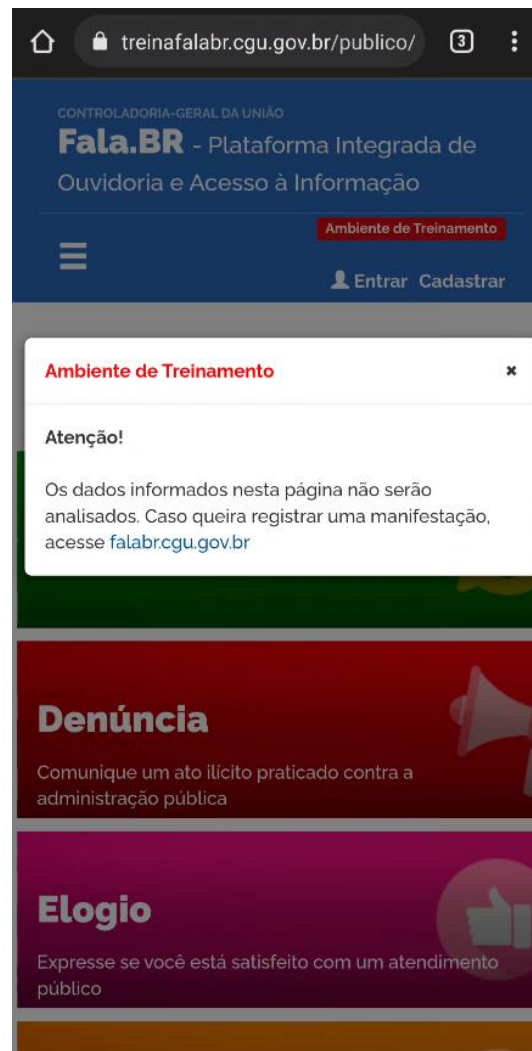 treinafalabr.cgu.gov.br/publico/
3
CONTROLADORIA-GERAL DA UNIÃO
Fala.BR - Plataforma Integrada de
Ouvidoria e Acesso à Informação
Ambiente de Treinamento
Entrar Cadastrar
Ambiente de Treinamento
Atenção!
Os dados informados nesta página não serão
analisados. Caso queira registrar uma manifestação,
acesse falabr.cgu.gov.br
Denúncia
Comunique um ato ilícito praticado contra a
administração pública
Elogio
Expresse se você está satisfeito com um atendimento
público